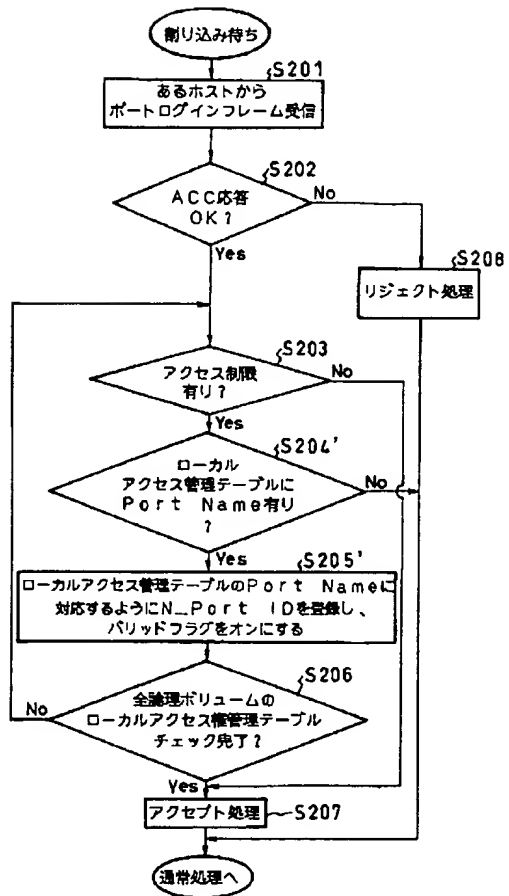 割り込み待ち
S201
あるホストから
ポートログインフレーム受信
S202
ACC応答
OK?
No
Yes
S208
リジェクト処理
S203
アクセス制限
有り?
No
Yes
S204'
ローカル
アクセス管理テーブルに
Port Name有り
?
No
Yes
S205'
ローカルアクセス管理テーブルのPort Nameに
対応するようにN_Port IDを登録し、
バリッドフラグをオンにする
S206
全論理ボリュームの
ローカルアクセス権管理テーブル
チェック完了?
No
Yes
アクセプト処理
S207
通常処理へ